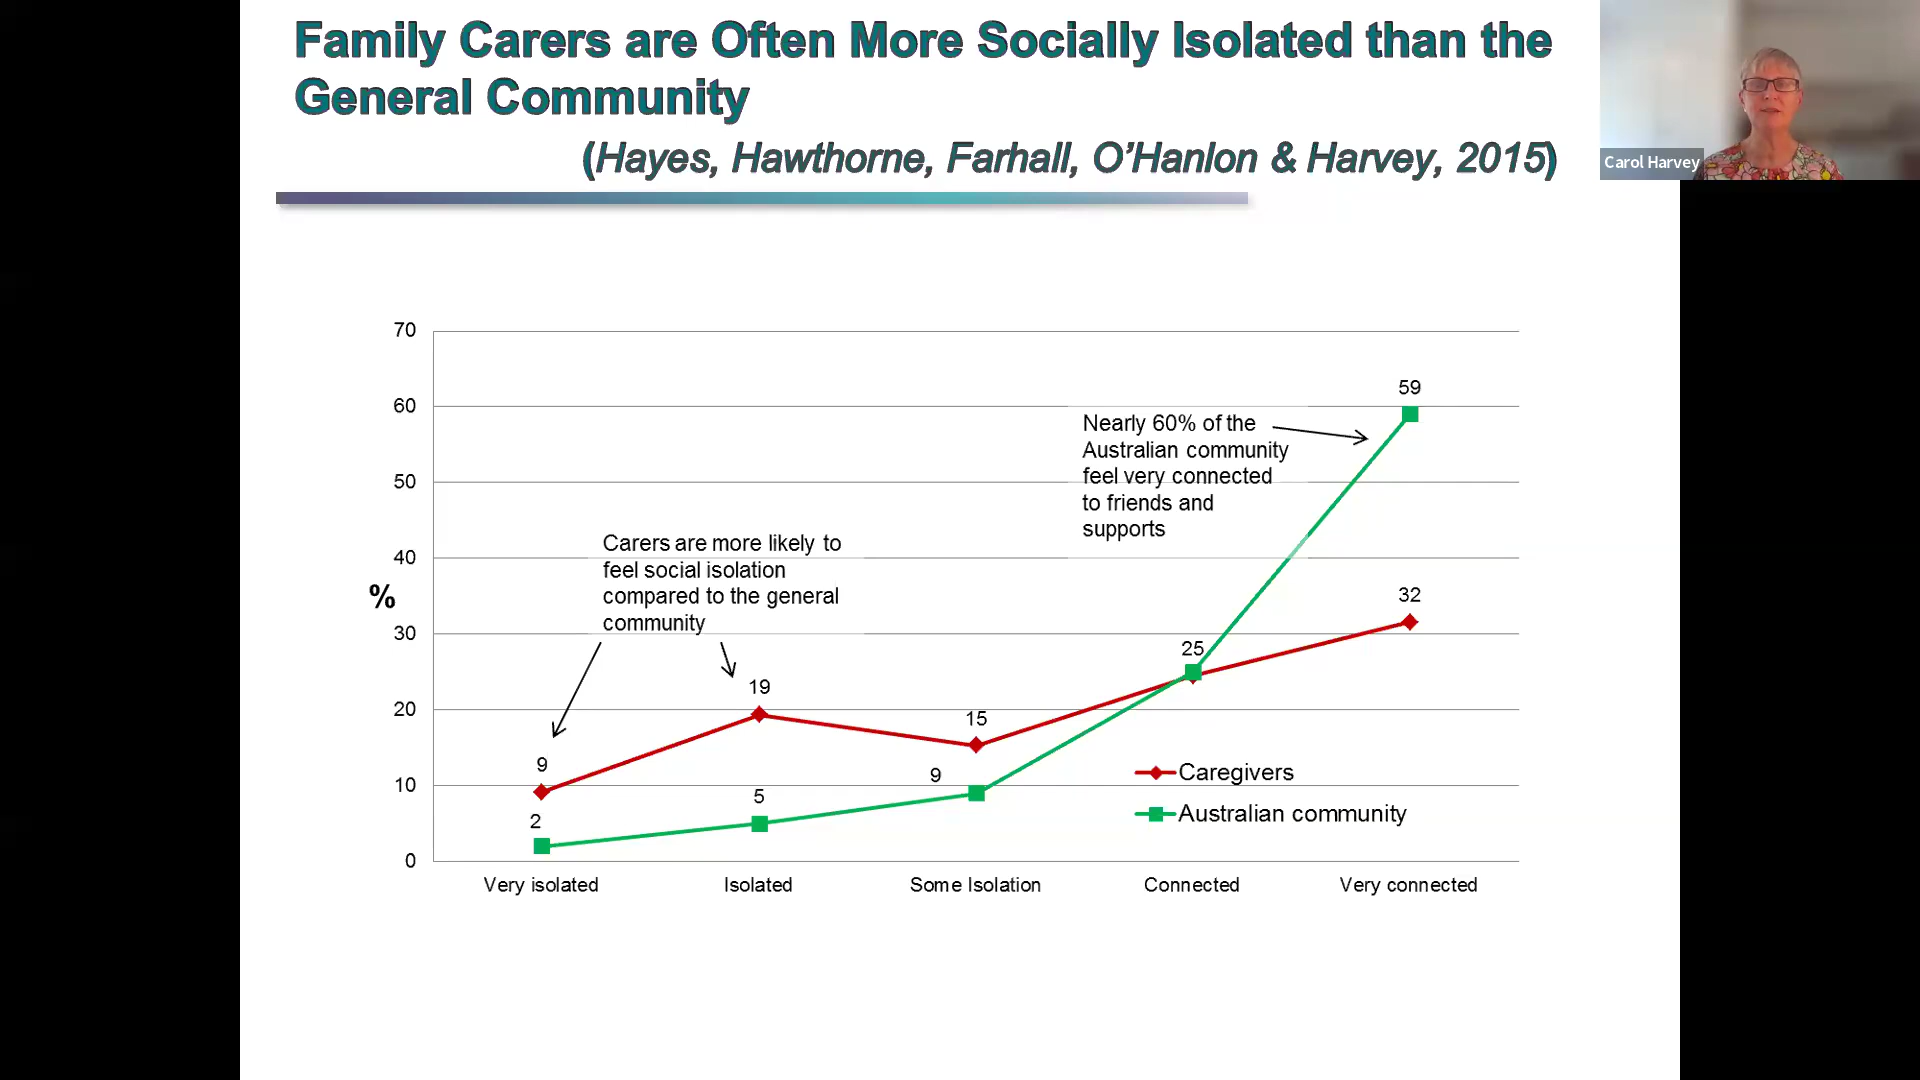 Family Carers are Often More Socially Isolated than the
General Community
(Hayes, Hawthorne, Farhall, O’Hanlon & Harvey, 2015)
Carol Harvey
70
60
50
40
30
20
10
0
%
Carers are more likely to
feel social isolation
compared to the general
community
Nearly 60% of the
Australian community
feel very connected
to friends and
supports
59
32
25
19
15
9
9
5
2
Caregivers
Australian community
Very isolated
Isolated
Some Isolation
Connected
Very connected